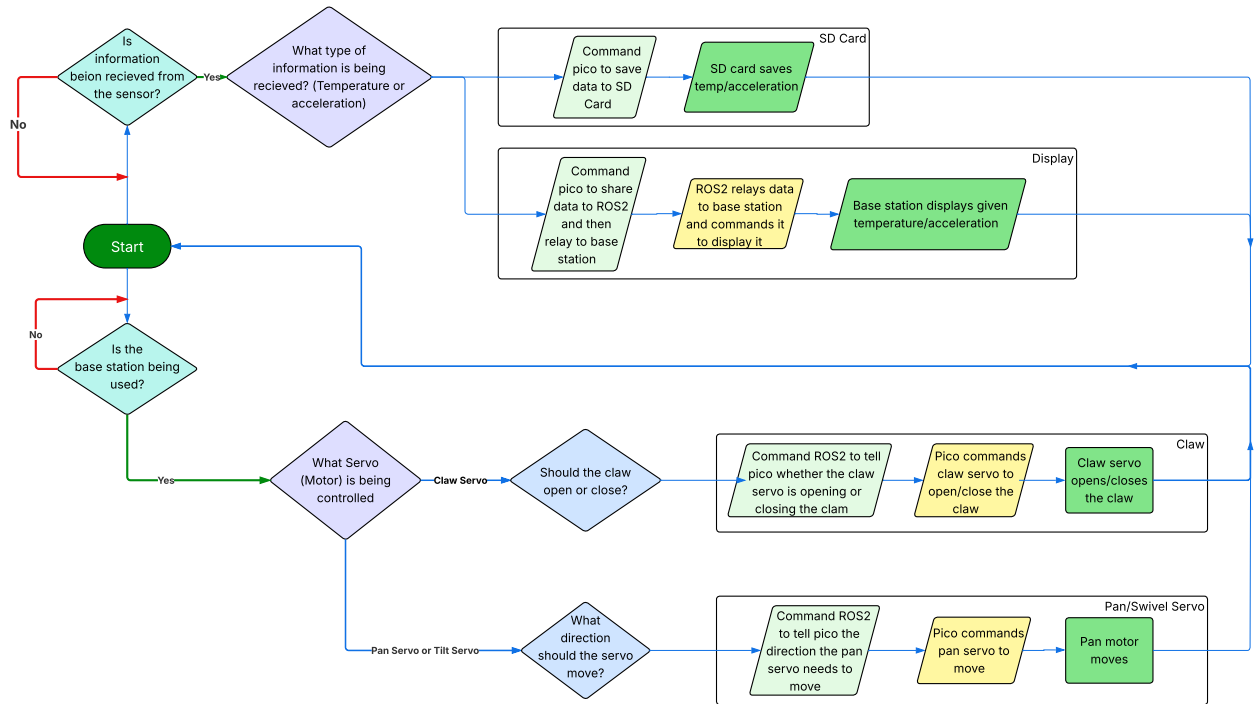 Is
information
beion recieved from
the sensor?
Yes
No
What type of
information is being
recieved? (Temperature or
acceleration)
SD Card
Command
pico to save
data to SD
Card
SD card saves
temp/acceleration
Display
Command
pico to share
data to ROS2
and then
relay to base
station
ROS2 relays data
to base station
and commands it
to display it
Base station displays given
temperature/acceleration
Start
No
Is the
base station being
used?
Yes
What Servo
(Motor) is being
controlled
Claw Servo
Should the claw
open or close?
Claw
Command ROS2 to tell
pico whether the claw
servo is opening or
closing the clam
Pico commands
claw servo to
open/close the
claw
Claw servo
opens/closes
the claw
Pan Servo or Tilt Servo
What
direction
should the servo
move?
Pan/Swivel Servo
Command ROS2
to tell pico the
direction the pan
servo needs to
move
Pico commands
pan servo to
move
Pan motor
moves